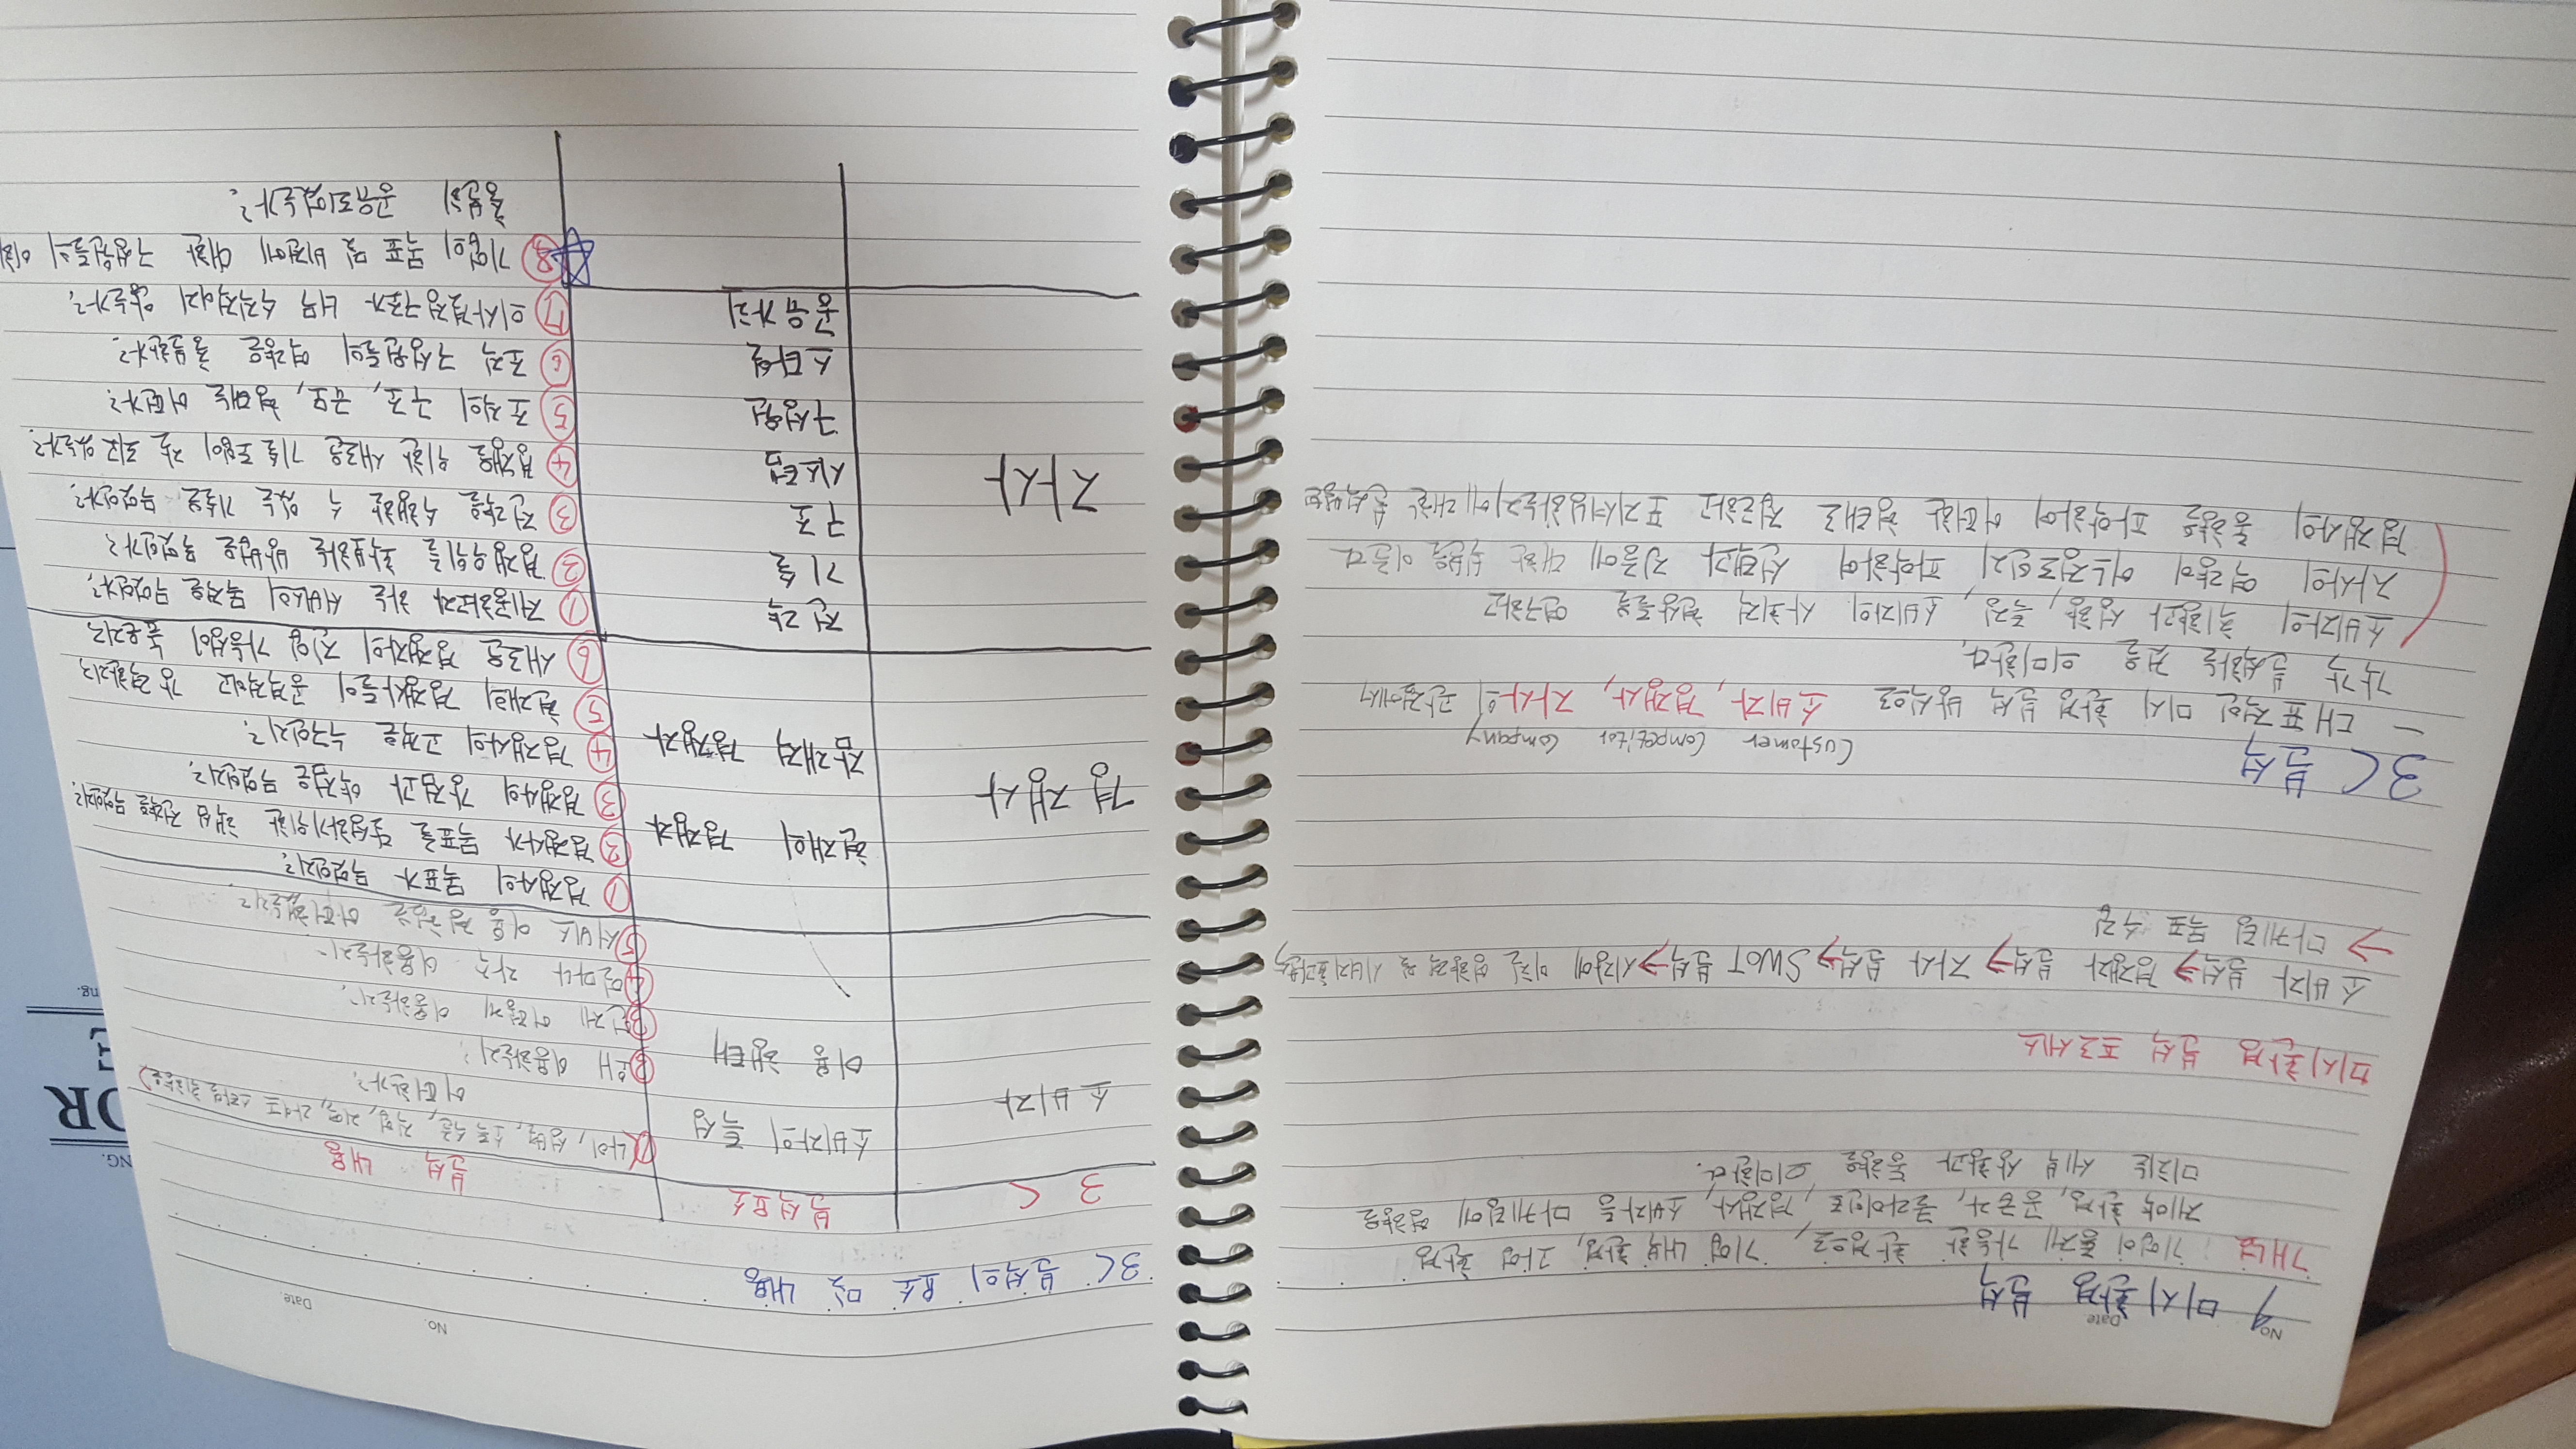 No. Date.
미시환경 분석
개념 : 기업이 통제 가능한 환경으로, 기업 내부 환경, 과업 환경
제약 환경, 공급자, 클라이언트, 경쟁사, 소비자 등 마케팅에 영향을
미치는 세부 상황과 동향을 의미한다.
미시환경 분석 프로세스
소비자 분석→ 경쟁자 분석→ 자사 분석→ SWOT 분석→시장에 미칠 영향력 및 시너지효과분석
→ 마케팅 목표 수립
3C 분석
Customer Competitor Company
- 대표적인 미시 환경 분석 방식으로 소비자, 경쟁사, 자사의 관점에서
각각 분석하는 것을 의미한다.
소비자의 취향과 성향, 특징, 소비자의 사회적 현상들을 연구하고
자사의 역량이 어느정도인지 파악하여 선택과 집중에 대한 이룬다
경쟁사의 동향을 파악하여 어떠한 형태로 접근하고 포지셔닝하는지에 대한 분석
No. Date.
3C 분석의 요소 및 내용
3C 분석요소 분석 내용
소비자
소비자의 특성
이용 행태
①(나이, 성별, 소득 수준, 직업, 지역, 라이프 스타일 취향은)
어떠한가?
②왜 이용하는지?
③언제 어떻게 이용하는지?
④얼마나 자주 이용하는지?
⑤서비스 이용 경험은 어떠했는지?
경쟁사
현재의 경쟁자
잠재적 경쟁자
① 경쟁사의 목표가 무엇인지?
② 경쟁사가 목표를 달성하기위한 핵심 전략은 무엇인지?
③ 경쟁사의 강점과 약점은 무엇인지?
④ 경쟁사의 고객은 누구인지?
⑤ 현재의 경쟁사들이 공격적이고 강력한지?
⑥ 새로운 경쟁자의 진입 가능성이 높은지?
자사
전략
기술
구조
시스템
구성원
스타일
공유가치
① 제공하고자 하는 서비스의 목적은 무엇인가?
② 경쟁우위를 확보하는 방법은 무엇인가?
③ 전략을 수행할 수 있는 기술은 무엇인가?
④ 경쟁을 위한 새로운 기술 도입이 잘 되고 있는가?
⑤ 조직의 구조, 규모, 형태는 어떤가?
⑥ 조직 구성원들의 역량은 충분한가?
⑦ 의사결정구조가 너무 수직적이지 않는가?
⑧ 기업의 목표 및 비전에 대한 구성원들의 이해
충분히 공유되었는가?
NG.
OR
E
ng.